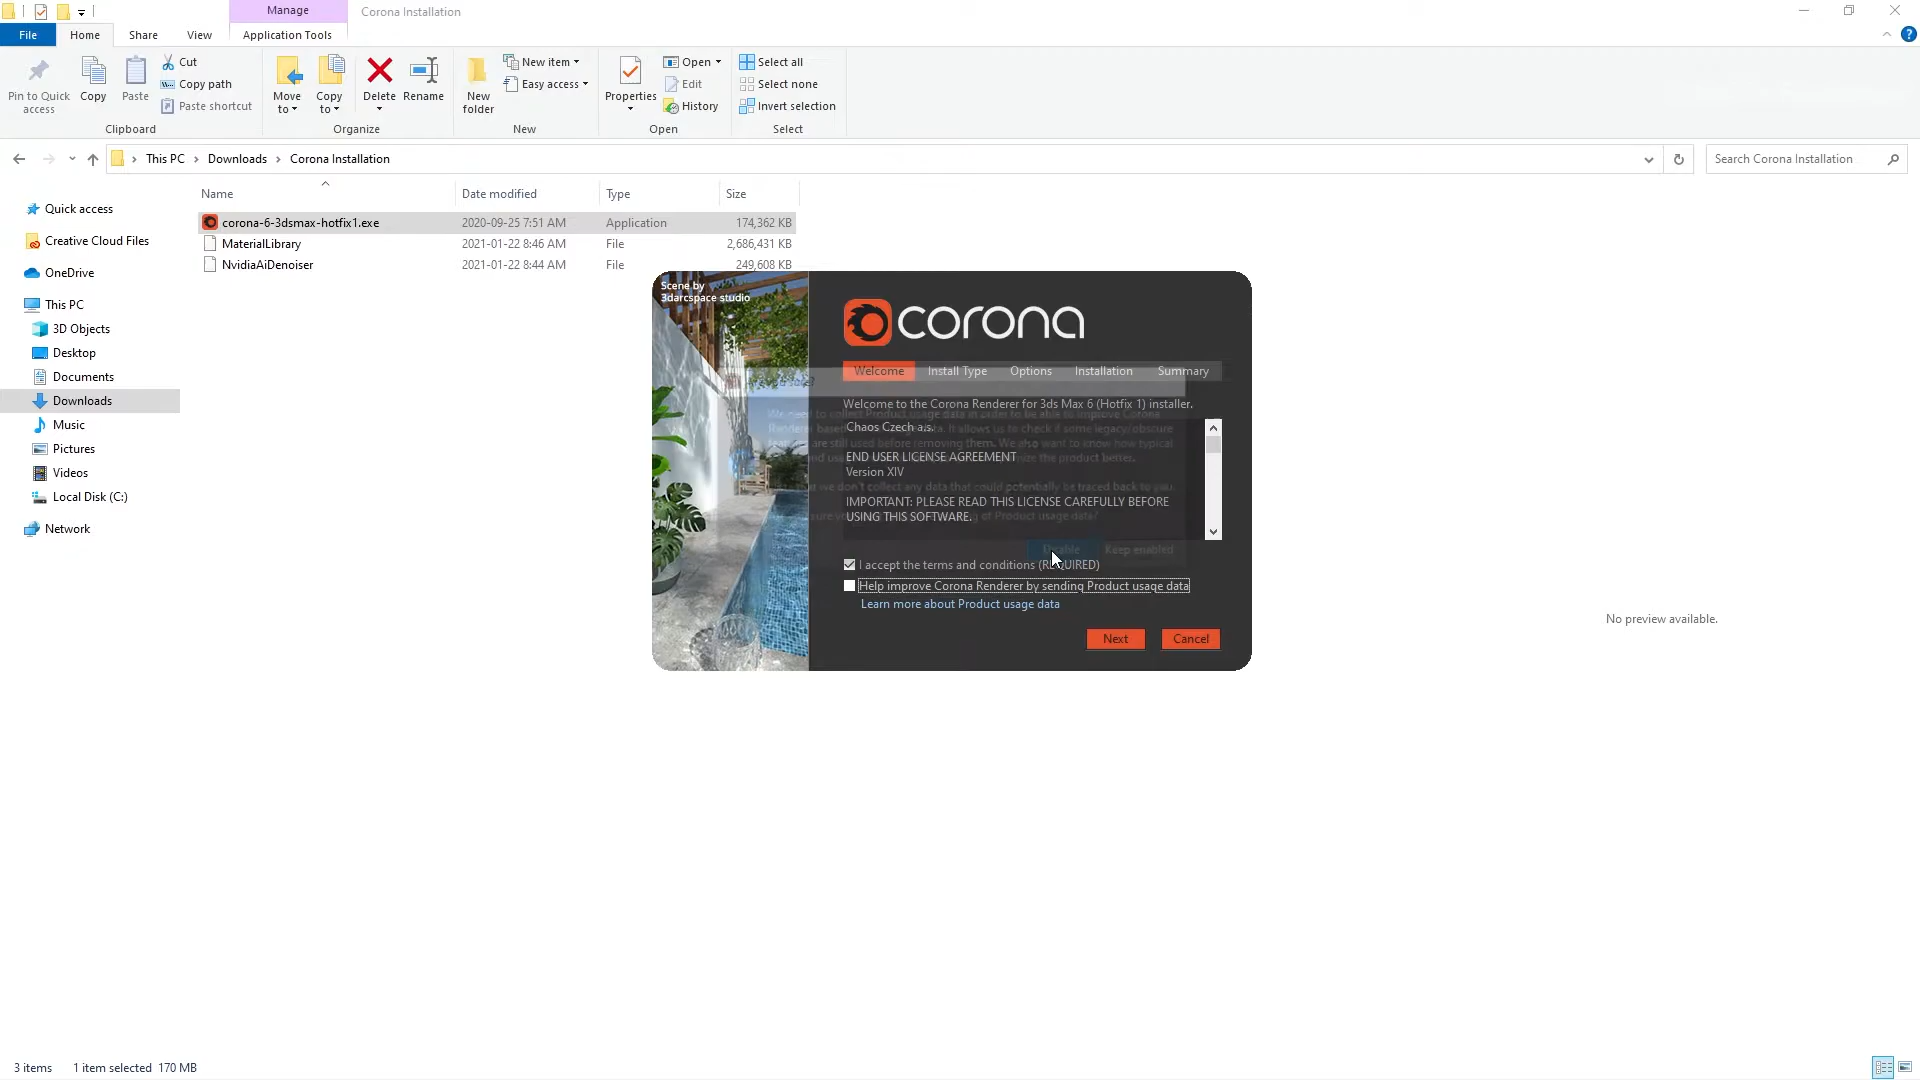 Manage
Corona Installation
File
Home
Share
View
Application Tools
Pin to Quick
access
Copy
Paste
Cut
Copy path
Paste shortcut
Clipboard
Move
to
Copy
to
Delete
Rename
Organize
New
folder
New item
Easy access
New
Properties
Open
Edit
History
Open
Select all
Select none
Invert selection
Select
This PC
Downloads
Corona Installation
Search Corona Installation
Name
Date modified
Type
Size
corona-6-3dsmax-hotfix1.exe 2020-09-25 7:51 AM Application 174,362 KB
MaterialLibrary 2021-01-22 8:46 AM File 2,686,431 KB
NvidiaAiDenoiser 2021-01-22 8:44 AM File 249,608 KB
Quick access
Creative Cloud Files
OneDrive
This PC
3D Objects
Desktop
Documents
Downloads
Music
Pictures
Videos
Local Disk (C:)
Network
Scene by
3darcspace studio
corona
Welcome
Install Type
Options
Installation
Summary
Welcome to the Corona Renderer for 3ds Max 6 (Hotfix 1) installer.
Chaos Czech a.s.
END USER LICENSE AGREEMENT
Version XIV
IMPORTANT: PLEASE READ THIS LICENSE CAREFULLY BEFORE
USING THIS SOFTWARE.
Disable
Keep enabled
I accept the terms and conditions (REQUIRED)
Help improve Corona Renderer by sending Product usage data
Learn more about Product usage data
Next
Cancel
No preview available.
3 items
1 item selected 170 MB